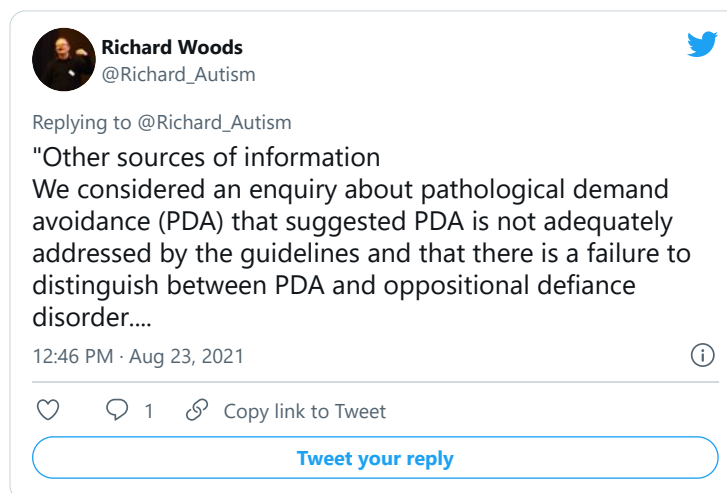 Richard Woods
@Richard_Autism
Replying to @Richard_Autism
"Other sources of information
We considered an enquiry about pathological demand
avoidance (PDA) that suggested PDA is not adequately
addressed by the guidelines and that there is a failure to
distinguish between PDA and oppositional defiance
disorder....
12:46 PM · Aug 23, 2021
1 Copy link to Tweet
Tweet your reply